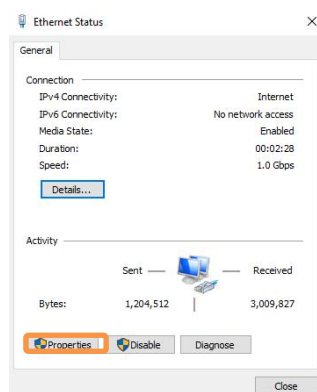 Ethernet Status
General
Connection
IPv4 Connectivity: Internet
IPv6 Connectivity: No network access
Media State: Enabled
Duration: 00:02:28
Speed: 1.0 Gbps
Details...
Activity
Sent — — Received
Bytes: 1,204,512 3,009,827
Properties Disable Diagnose
Close